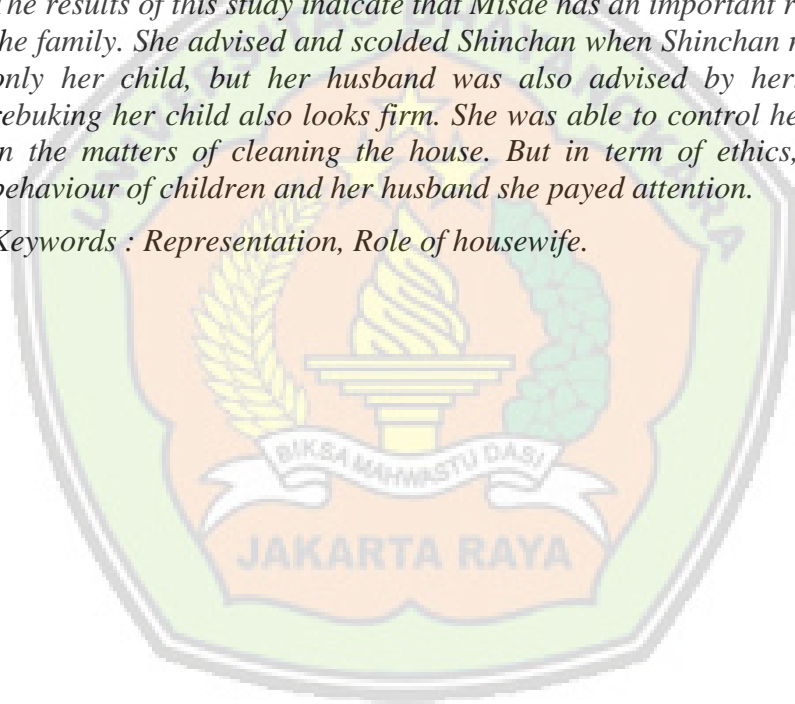 The results of this study indicate that Misae has an important r
the family. She advised and scolded Shinchan when Shinchan
only her child, but her husband was also advised by her.
rebuking her child also looks firm. She was able to control he
in the matters of cleaning the house. But in term of ethics,
behaviour of children and her husband she payed attention.
Keywords : Representation, Role of housewife.
UNIVERSITAS BHAYANGKARA
BIKSA MAHWASTU DASI
JAKARTA RAYA